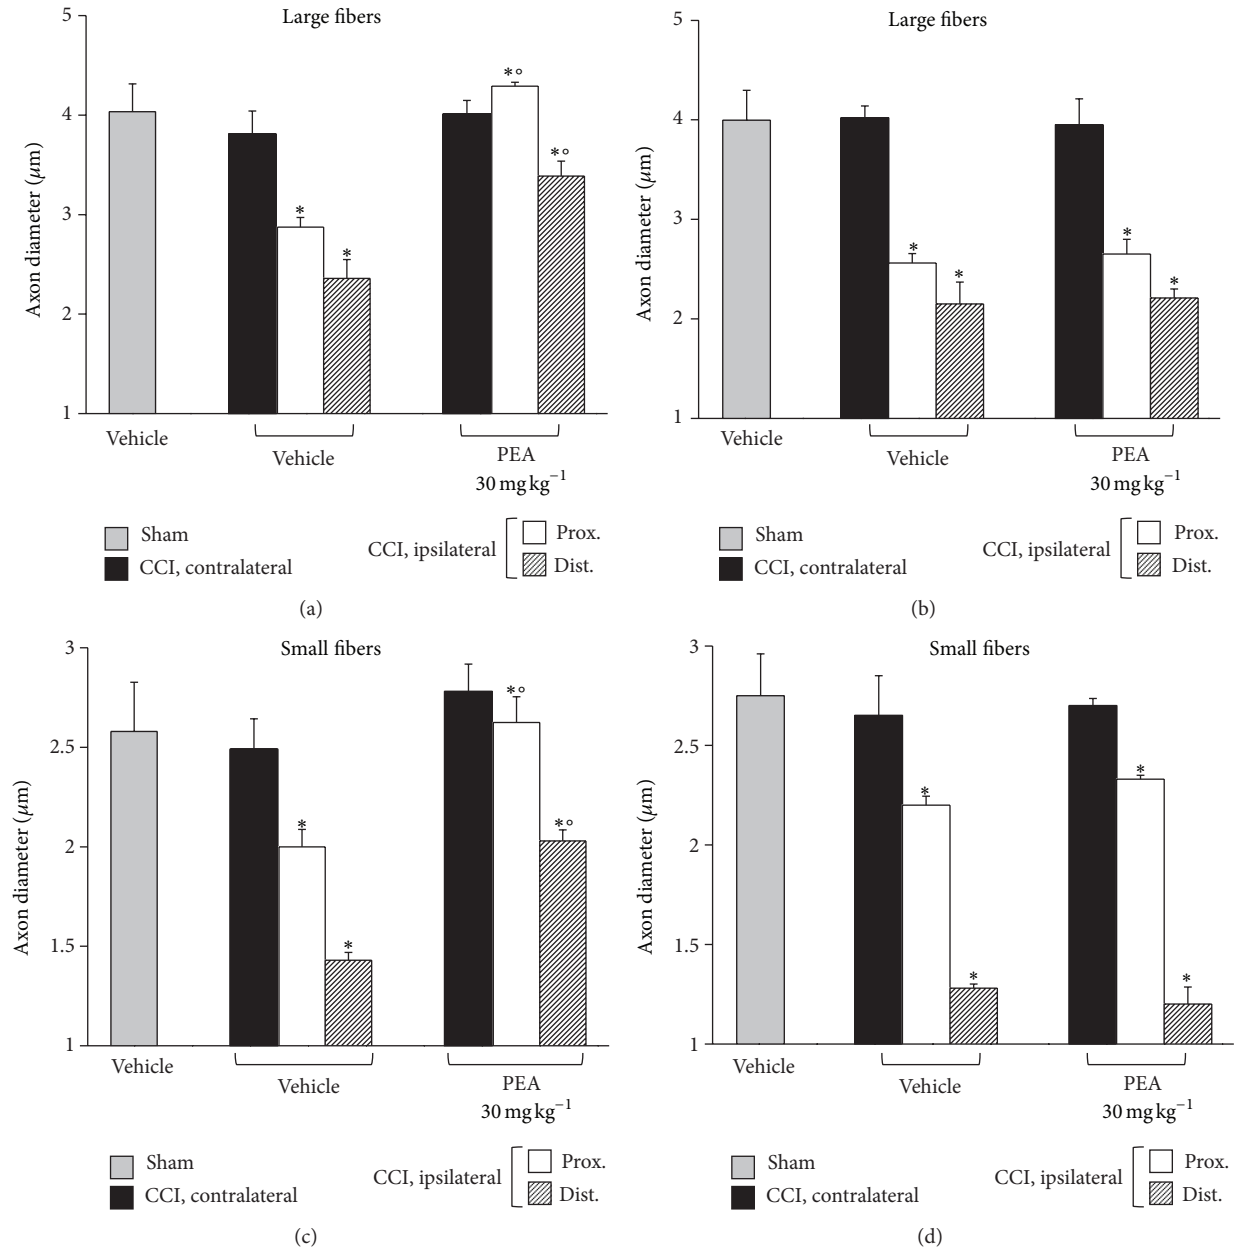 Large fibers
5
4
3
2
1
Axon diameter (μm)
*
*
*°
*°
Vehicle
Vehicle
PEA
30 mg kg⁻¹
Sham
CCI, contralateral
CCI, ipsilateral
Prox.
Dist.
(a)
Large fibers
5
4
3
2
1
Axon diameter (μm)
*
*
*
*
Vehicle
Vehicle
PEA
30 mg kg⁻¹
Sham
CCI, contralateral
CCI, ipsilateral
Prox.
Dist.
(b)
Small fibers
3
2.5
2
1.5
1
Axon diameter (μm)
*
*
*°
*°
Vehicle
Vehicle
PEA
30 mg kg⁻¹
Sham
CCI, contralateral
CCI, ipsilateral
Prox.
Dist.
(c)
Small fibers
3
2.5
2
1.5
1
Axon diameter (μm)
*
*
*
*
Vehicle
Vehicle
PEA
30 mg kg⁻¹
Sham
CCI, contralateral
CCI, ipsilateral
Prox.
Dist.
(d)